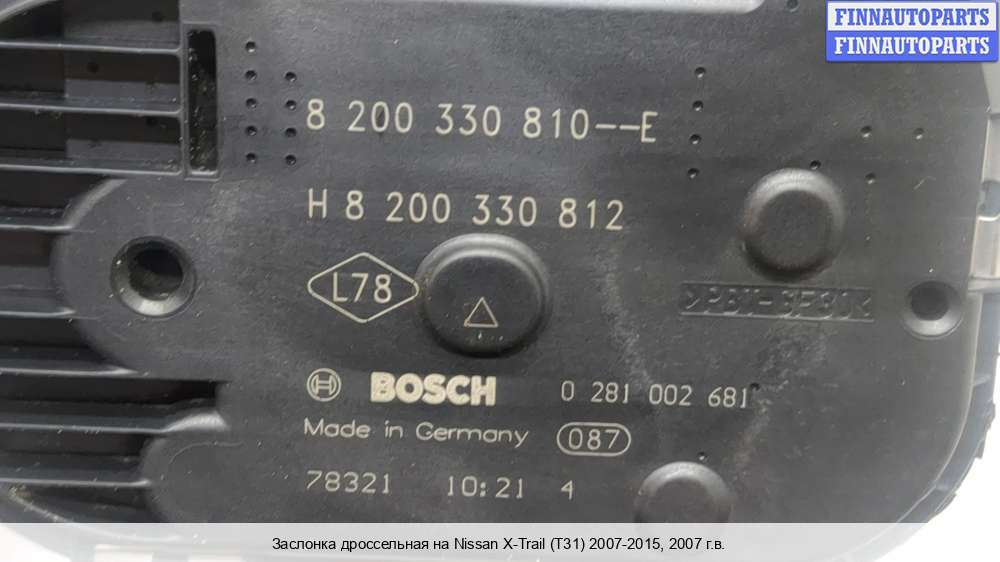 FINNAUTOPARTS
FINNAUTOPARTS
8 200 330 810--E
H 8 200 330 812
L78
BOSCH 0 281 002 681
Made in Germany 087
78321 10:21 4
Заслонка дроссельная на Nissan X-Trail (T31) 2007-2015, 2007 г.в.